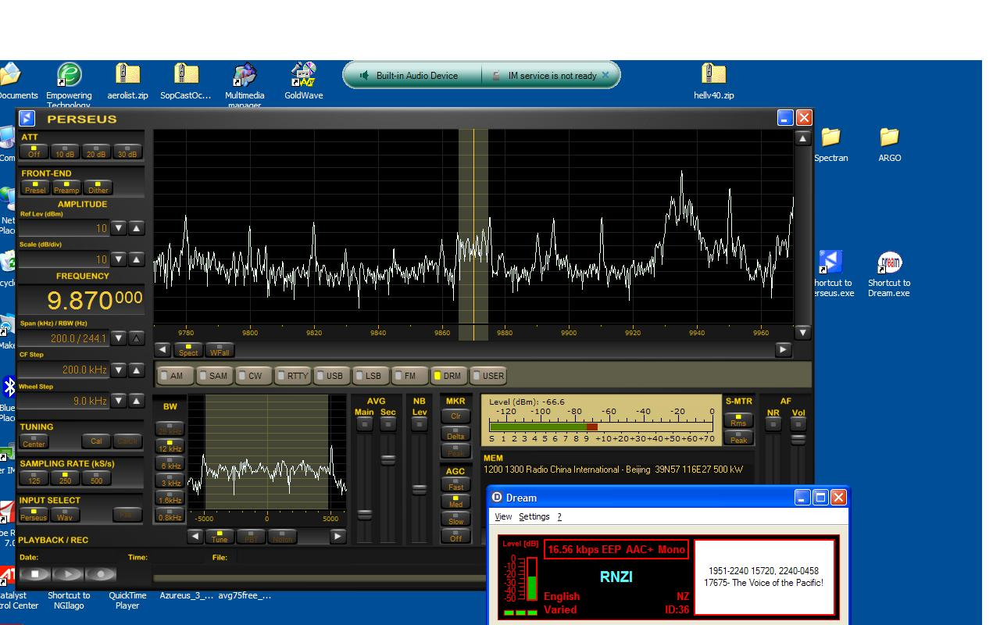 Documents
Empowering Technology
aerolist.zip
SopCastOc...
Multimedia manager
GoldWave
Built-in Audio Device
IM service is not ready
hellv40.zip
PERSEUS
ATT
Off 10 dB 20 dB 30 dB
FRONT-END
Presel Preamp Dither
AMPLITUDE
Ref Lev (dBm)
10
Scale (dB/div)
10
FREQUENCY
9.870000
Span (kHz) / RBW (Hz)
200.0 / 244.1
CF Step
200.0 kHz
Wheel Step
9.0 kHz
TUNING
Center Cal CalClr
SAMPLING RATE (kS/s)
125 250 500
INPUT SELECT
Perseus Wav File
PLAYBACK / REC
Date: Time: File:
9780 9800 9820 9840 9860 9880 9900 9920 9940 9960
Spect WFall
AM SAM CW RTTY USB LSB FM DRM USER
BW
25 kHz
12 kHz
6 kHz
3 kHz
1.6kHz
0.8kHz
-5000 0 5000
Tune PBT Notch
AVG
Main Sec
NB
Lev
MKR
Clr
Delta
Peak
AGC
Fast
Med
Slow
Off
Level (dBm): -66.6
-120 -100 -80 -60 -40 -20 0
S 1 2 3 4 5 6 7 8 9 +10+20+30+40+50+60+70
S-MTR
Rms
Peak
AF
NR Vol
MEM
1200 1300 Radio China International - Beijing 39N57 116E27 500 kW
Spectran
ARGO
hortcut to
erseus.exe
Shortcut to
Dream.exe
Dream
View Settings ?
Level [dB]
0
-10
-20
-30
-40
-50
16.56 kbps EEP AAC+ Mono
RNZI
English NZ
Varied ID:36
1951-2240 15720, 2240-0458
17675- The Voice of the Pacific!
Com
Net
Plac
cycl
Make
Blue
Plac
er IM
be R
7.0
atalyst
trol Center
Shortcut to
NGIlago
QuickTime
Player
Azureus_3_...
avg75free_...